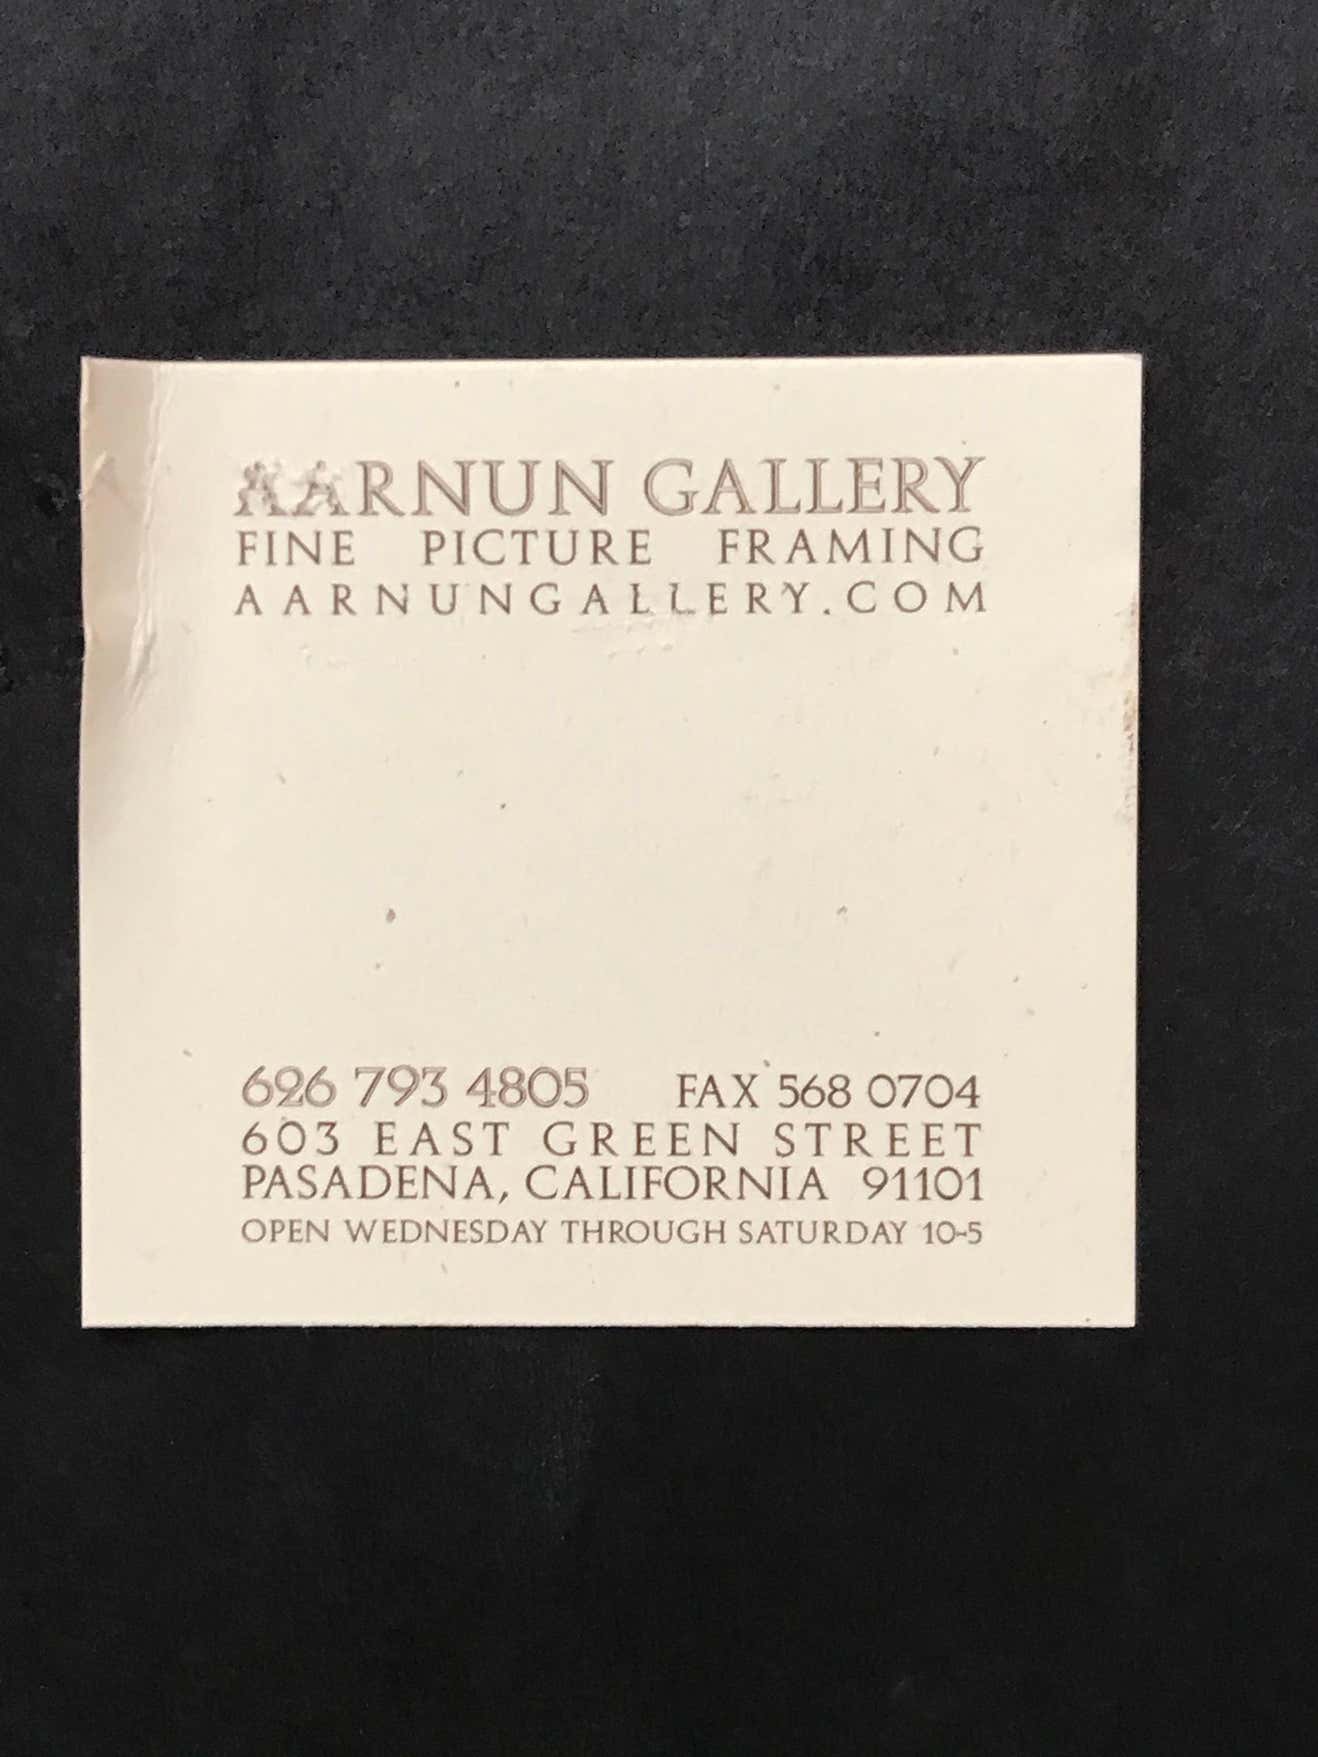 AARNUN GALLERY
FINE PICTURE FRAMING
AARNUNGALLERY.COM
626 793 4805 FAX 568 0704
603 EAST GREEN STREET
PASADENA, CALIFORNIA 91101
OPEN WEDNESDAY THROUGH SATURDAY 10-5